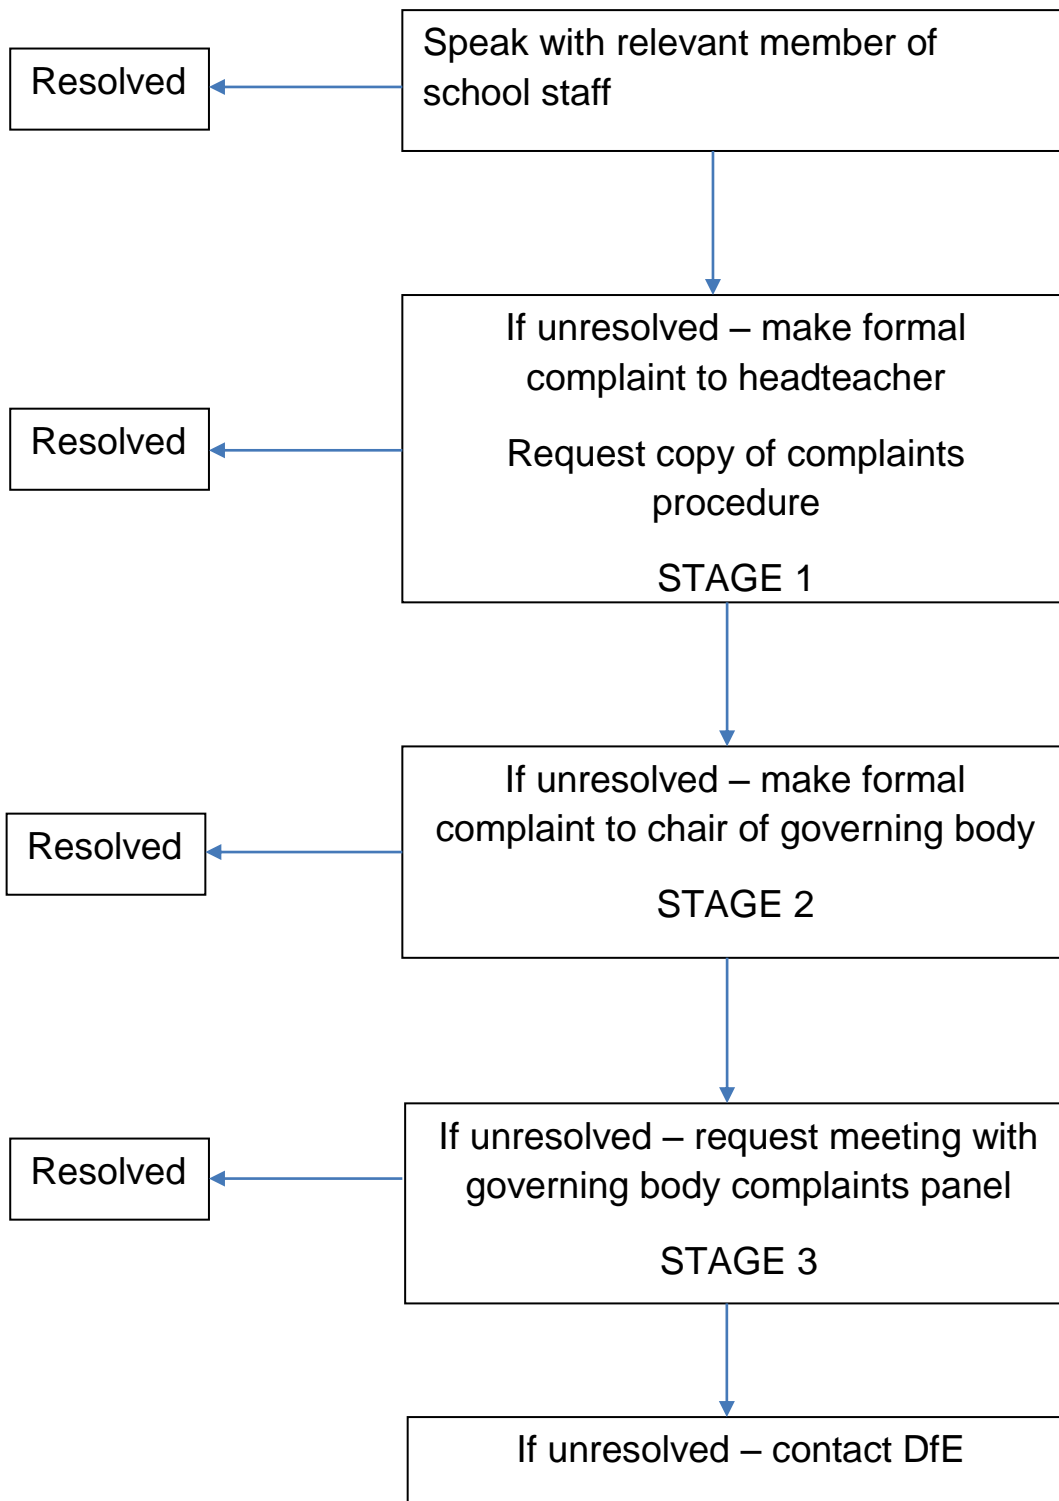 Speak with relevant member of
school staff
Resolved
If unresolved – make formal
complaint to headteacher
Request copy of complaints
procedure
STAGE 1
Resolved
If unresolved – make formal
complaint to chair of governing body
STAGE 2
Resolved
If unresolved – request meeting with
governing body complaints panel
STAGE 3
Resolved
If unresolved – contact DfE